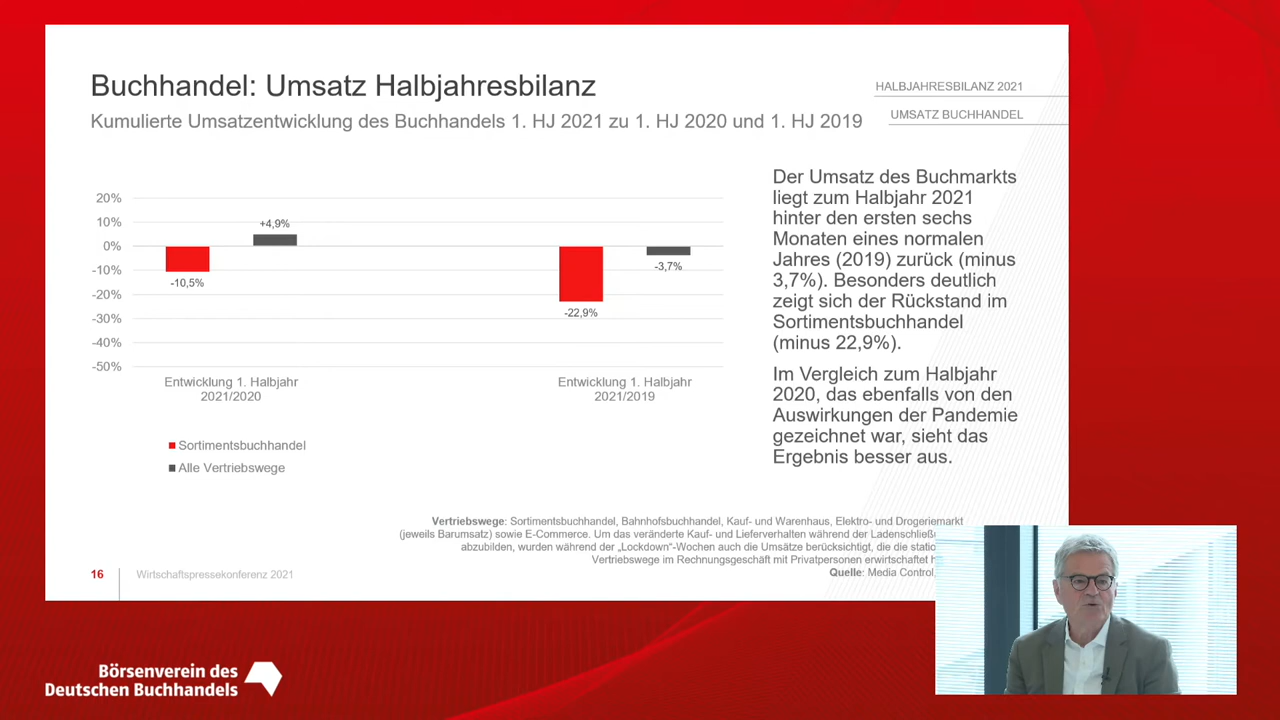 Buchhandel: Umsatz Halbjahresbilanz
Kumulierte Umsatzentwicklung des Buchhandels 1. HJ 2021 zu 1. HJ 2020 und 1. HJ 2019
HALBJAHRESBILANZ 2021
UMSATZ BUCHHANDEL
20%
10%
0%
-10%
-20%
-30%
-40%
-50%
+4,9%
-10,5%
-3,7%
-22,9%
Entwicklung 1. Halbjahr
2021/2020
Entwicklung 1. Halbjahr
2021/2019
Sortimentsbuchhandel
Alle Vertriebswege
Der Umsatz des Buchmarkts
liegt zum Halbjahr 2021
hinter den ersten sechs
Monaten eines normalen
Jahres (2019) zurück (minus
3,7%). Besonders deutlich
zeigt sich der Rückstand im
Sortimentsbuchhandel
(minus 22,9%).
Im Vergleich zum Halbjahr
2020, das ebenfalls von den
Auswirkungen der Pandemie
gezeichnet war, sieht das
Ergebnis besser aus.
Vertriebswege: Sortimentsbuchhandel, Bahnhofsbuchhandel, Kauf- und Warenhaus, Elektro- und Drogeriemarkt
(jeweils Barumsatz) sowie E-Commerce. Um das veränderte Kauf- und Lieferverhalten während der
abzubilden, wurden während der „Lockdown“-Wochen auch die Umsätze berücksichtigt, die die
Vertriebswege im Rechnungsgeschäft mit Privatpersonen erwirtschaftet
Quelle: Media Control,
16
Wirtschaftspressekonferenz 2021
Börsenverein des
Deutschen Buchhandels